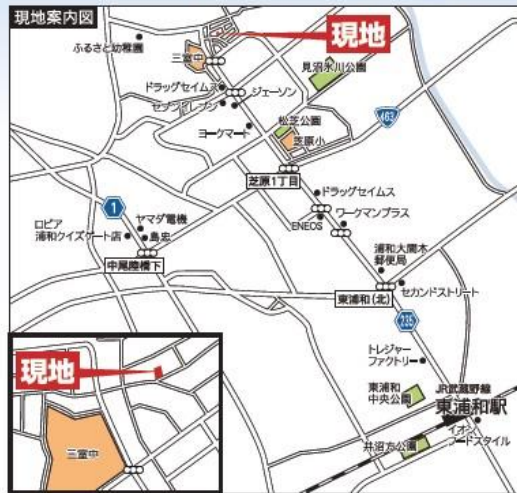 現地案内図
ふるさと幼稚園
三室中
現地
ドラッグセイムス
ジェーソン
見沼氷川公園
セブンイレブン
松芝公園
463
ヨークマート
芝原小
芝原1丁目
1
ヤマダ電機
ロピア
浦和クイズゲート店
島忠
中尾陸橋下
ドラッグセイムス
ENEOS
ワークマンプラス
浦和大間木
郵便局
東浦和(北)
セカンドストリート
235
トレジャー
ファクトリー
東浦和
中央公園
JR武蔵野線
東浦和駅
イオン
フードスタイル
井沼方公園
現地
三室中